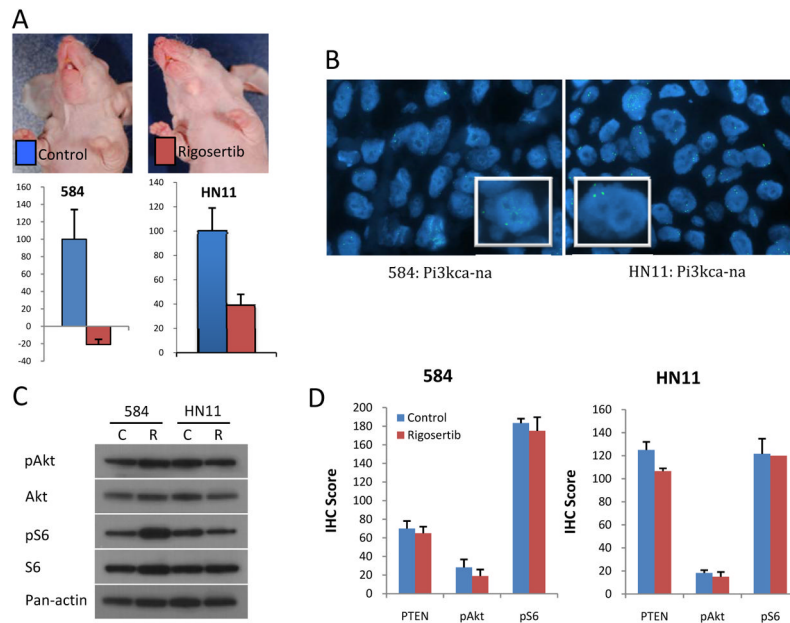 A
Control
Rigosertib
584
100
80
60
40
20
0
-20
-40
HN11
140
120
100
80
60
40
20
0
B
584: Pi3kca-na
HN11: Pi3kca-na
C
584 HN11
C R C R
pAkt
Akt
pS6
S6
Pan-actin
D
584
Control
Rigosertib
IHC Score
200
180
160
140
120
100
80
60
40
20
0
PTEN pAkt pS6
HN11
IHC Score
160
140
120
100
80
60
40
20
0
PTEN pAkt pS6